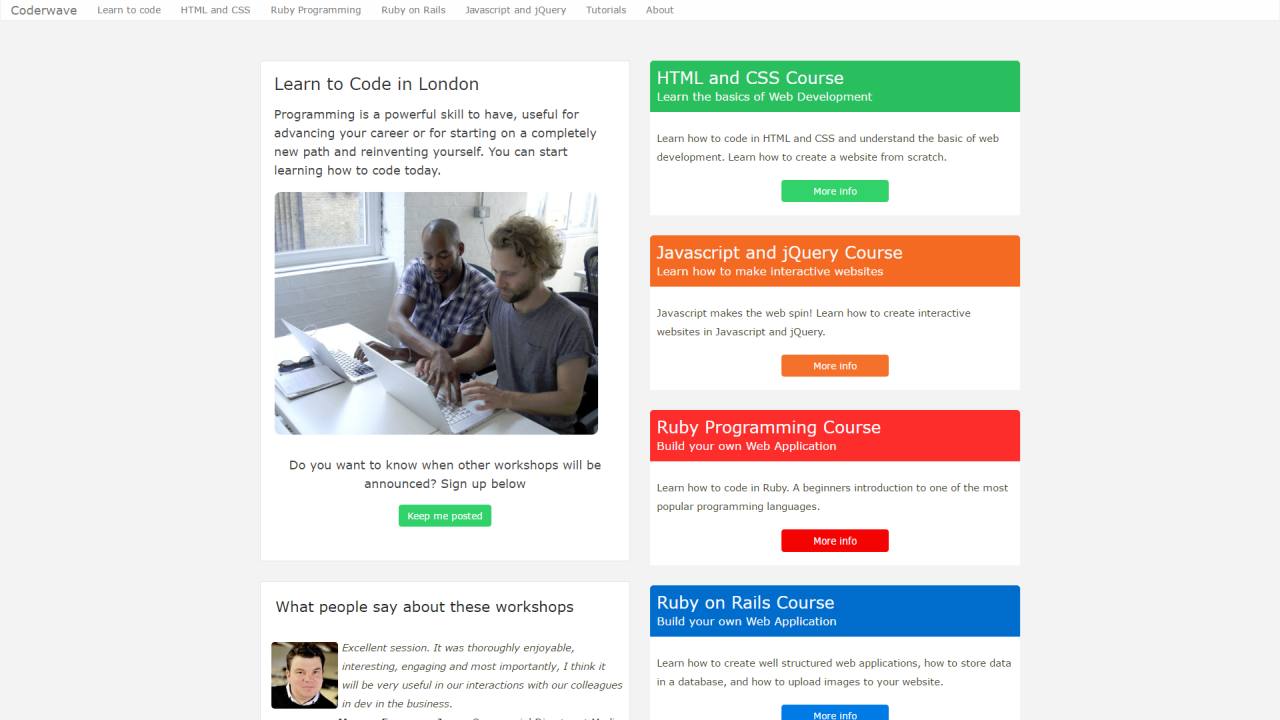 Coderwave Learn to code HTML and CSS Ruby Programming Ruby on Rails Javascript and jQuery Tutorials About
Learn to Code in London
Programming is a powerful skill to have, useful for
advancing your career or for starting on a completely
new path and reinventing yourself. You can start
learning how to code today.
Do you want to know when other workshops will be
announced? Sign up below
Keep me posted
What people say about these workshops
Excellent session. It was thoroughly enjoyable,
interesting, engaging and most importantly, I think it
will be very useful in our interactions with our colleagues
in dev in the business.
HTML and CSS Course
Learn the basics of Web Development
Learn how to code in HTML and CSS and understand the basic of web
development. Learn how to create a website from scratch.
More info
Javascript and jQuery Course
Learn how to make interactive websites
Javascript makes the web spin! Learn how to create interactive
websites in Javascript and jQuery.
More info
Ruby Programming Course
Build your own Web Application
Learn how to code in Ruby. A beginners introduction to one of the most
popular programming languages.
More info
Ruby on Rails Course
Build your own Web Application
Learn how to create well structured web applications, how to store data
in a database, and how to upload images to your website.
More info